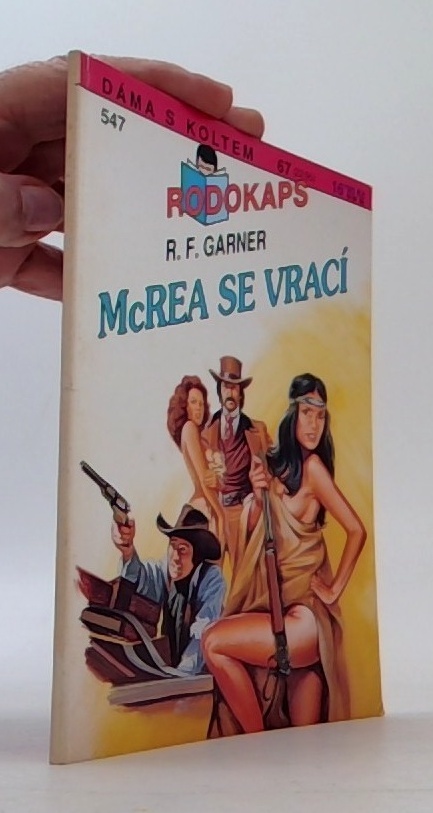 DÁMA S KOLTEM 67
547
RODOKAPS
R. F. GARNER
McREA SE VRACÍ